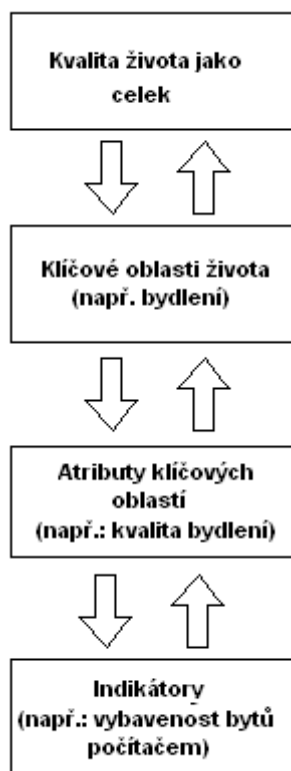 Kvalita života jako
celek
Klíčové oblasti života
(např. bydlení)
Atributy klíčových
oblastí
(např.: kvalita bydlení)
Indikátory
(např.: vybavenost bytů
počítačem)